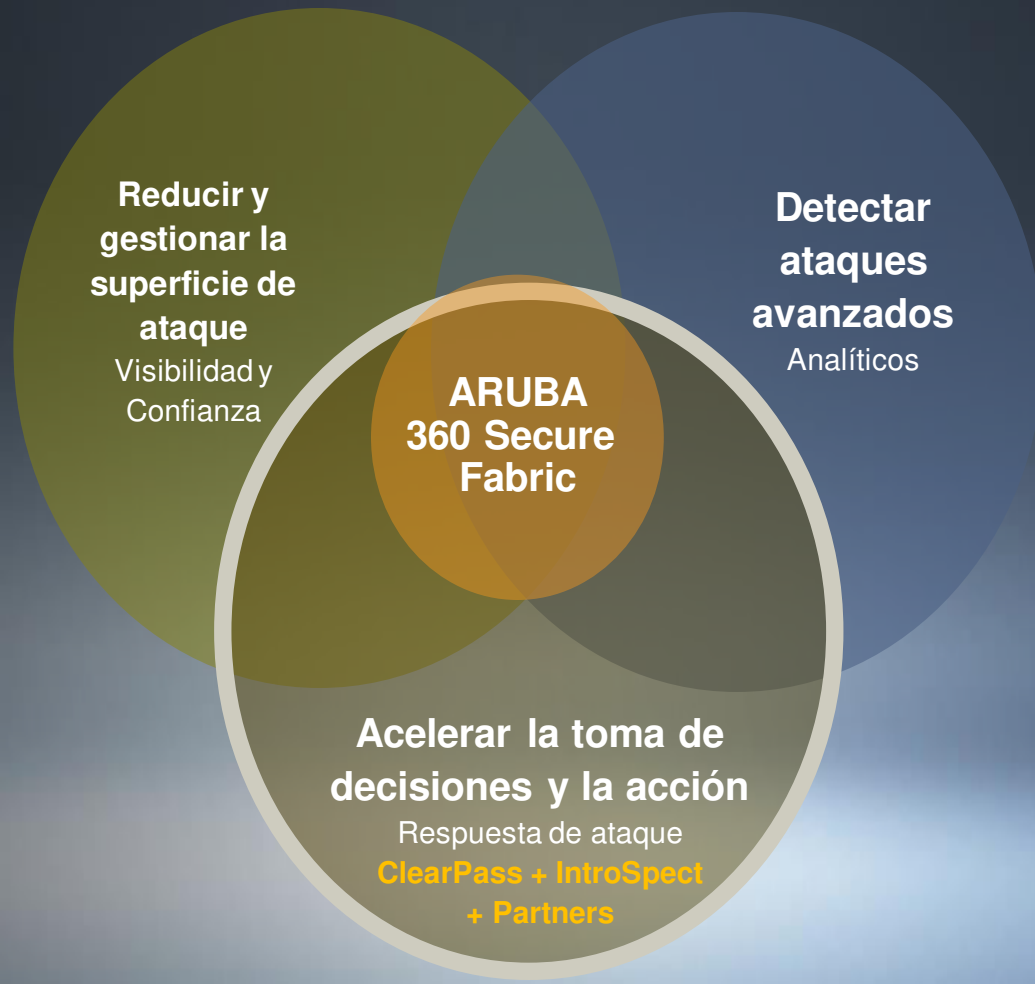 Reducir y
gestionar la
superficie de
ataque
Visibilidad y
Confianza
Detectar
ataques
avanzados
Analíticos
ARUBA
360 Secure
Fabric
Acelerar la toma de
decisiones y la acción
Respuesta de ataque
ClearPass + IntroSpect
+ Partners